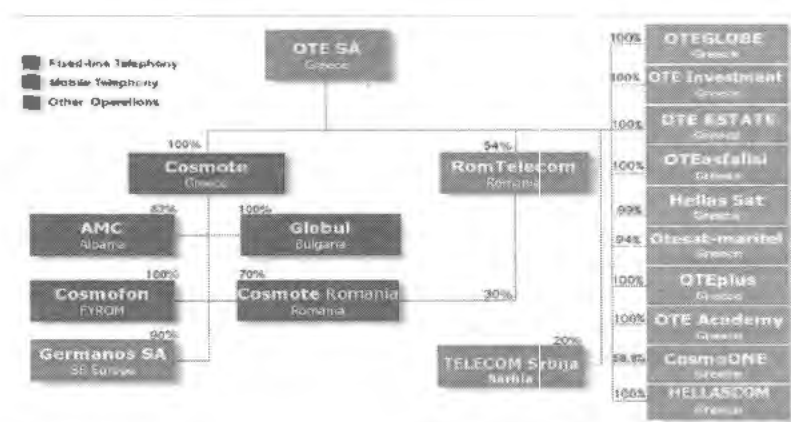 OTE SA
Greece
Fixed-line Telephony
Mobile Telephony
Other Operations
100%
Cosmote
Greece
54%
RomTelecom
Romania
AMC
Albania
100%
Globul
Bulgaria
100%
Cosmofon
FYROM
70%
Cosmote Romania
Romania
30%
90%
Germanos SA
SE Europe
20%
TELECOM Srbija
Serbia
100%
OTEGLOBE
Greece
100%
OTE Investment
Greece
100%
OTE ESTATE
Greece
100%
OTEasfalisi
Greece
99%
Hellas Sat
Greece
94%
Otesat-maritel
Greece
100%
OTEplus
Greece
100%
OTE Academy
Greece
CosmoONE
Greece
100%
HELLASCOM
Greece